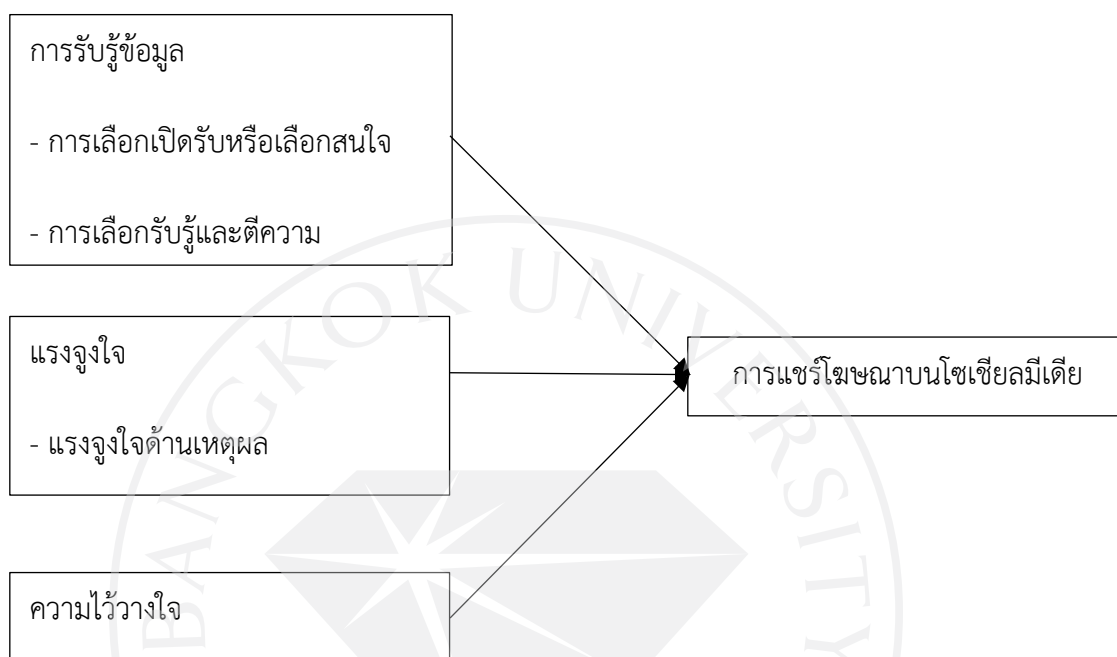 การรับรู้ข้อมูล
- การเลือกเปิดรับหรือเลือกสนใจ
- การเลือกรับรู้และตีความ
แรงจูงใจ
- แรงจูงใจด้านเหตุผล
ความไว้วางใจ
การแชร์โฆษณาบนโซเชียลมีเดีย
BANGKOK UNIVERSITY